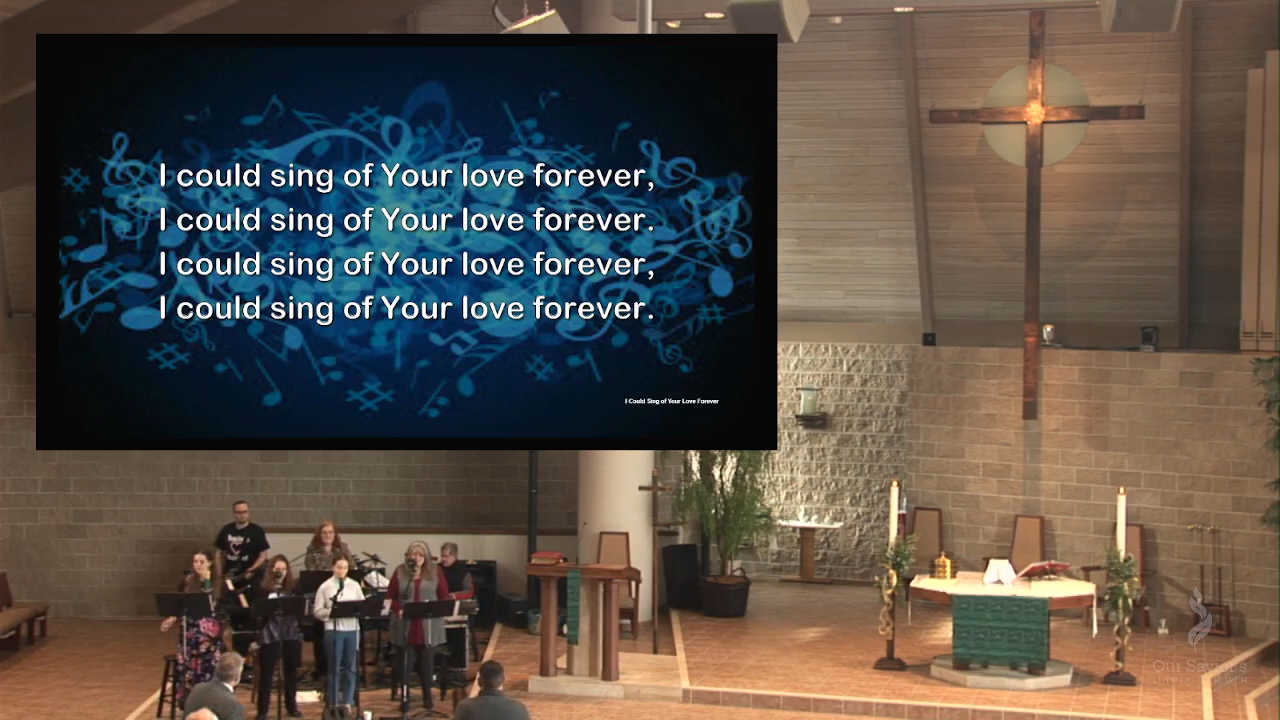 I could sing of Your love forever,
I could sing of Your love forever.
I could sing of Your love forever,
I could sing of Your love forever.
I Could Sing of Your Love Forever
Our Savior's